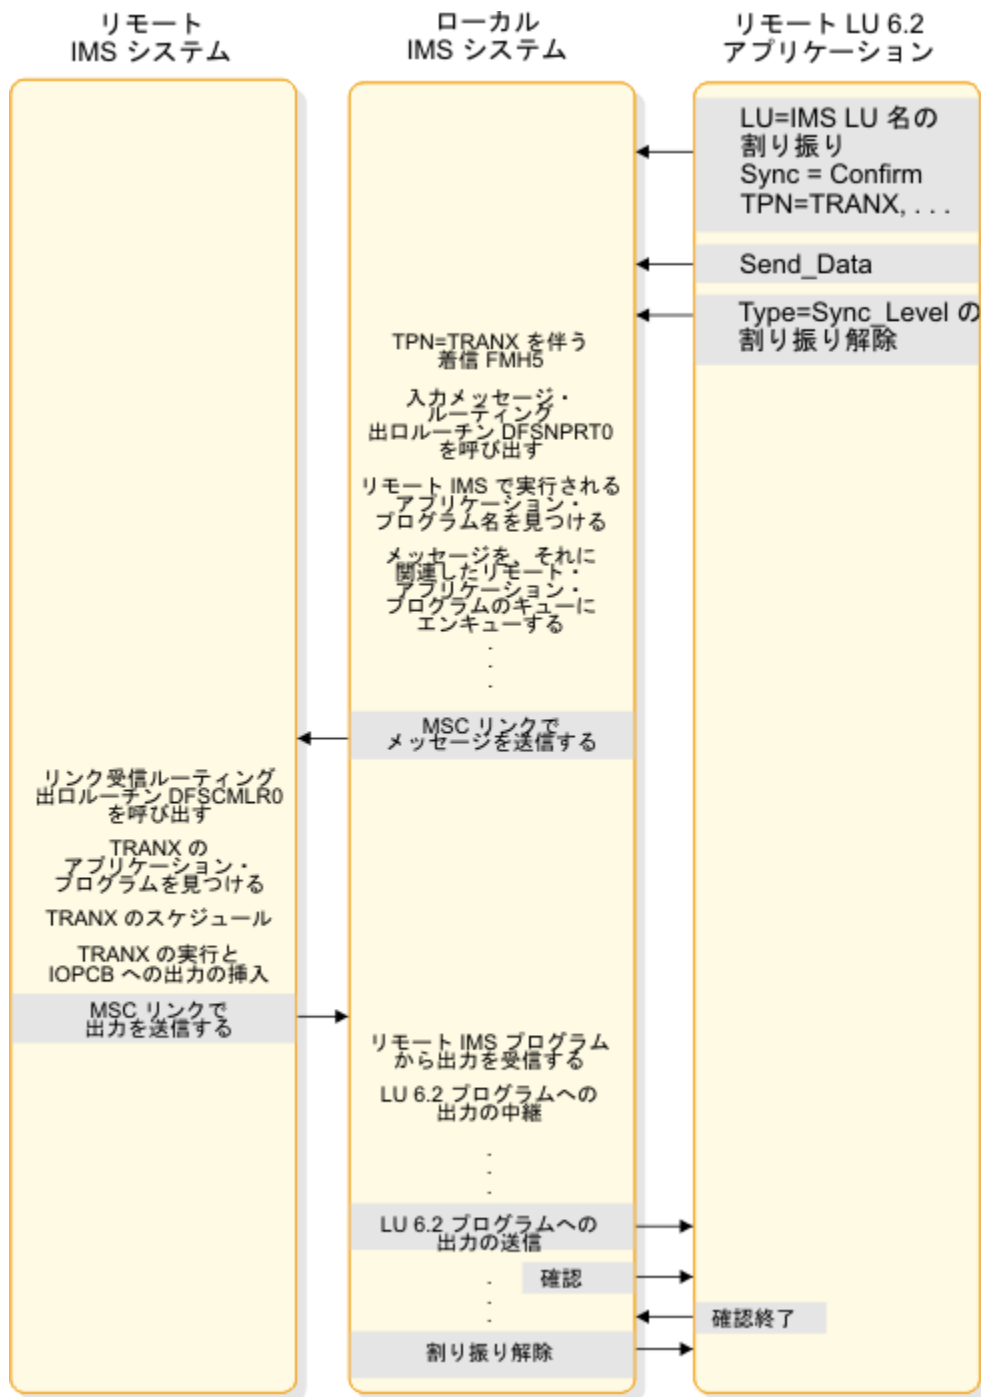 リモート
IMS システム
ローカル
IMS システム
リモート LU 6.2
アプリケーション
LU=IMS LU 名の
割り振り
Sync = Confirm
TPN=TRANX, . . .
Send_Data
Type=Sync_Level の
割り振り解除
TPN=TRANX を伴う
着信 FMH5
入力メッセージ・
ルーティング
出口ルーチン DFSNPRT0
を呼び出す
リモート IMS で実行される
アプリケーション・
プログラム名を見つける
メッセージを、それに
関連したリモート・
アプリケーション・
プログラムのキューに
エンキューする
.
.
.
MSC リンクで
メッセージを送信する
リンク受信ルーティング
出口ルーチン DFSCMLR0
を呼び出す
TRANX の
アプリケーション・
プログラムを見つける
TRANX のスケジュール
TRANX の実行と
IOPCB への出力の挿入
MSC リンクで
出力を送信する
リモート IMS プログラム
から出力を受信する
LU 6.2 プログラムへの
出力の中継
.
.
.
LU 6.2 プログラムへの
出力の送信
.
確認
.
.
確認終了
割り振り解除